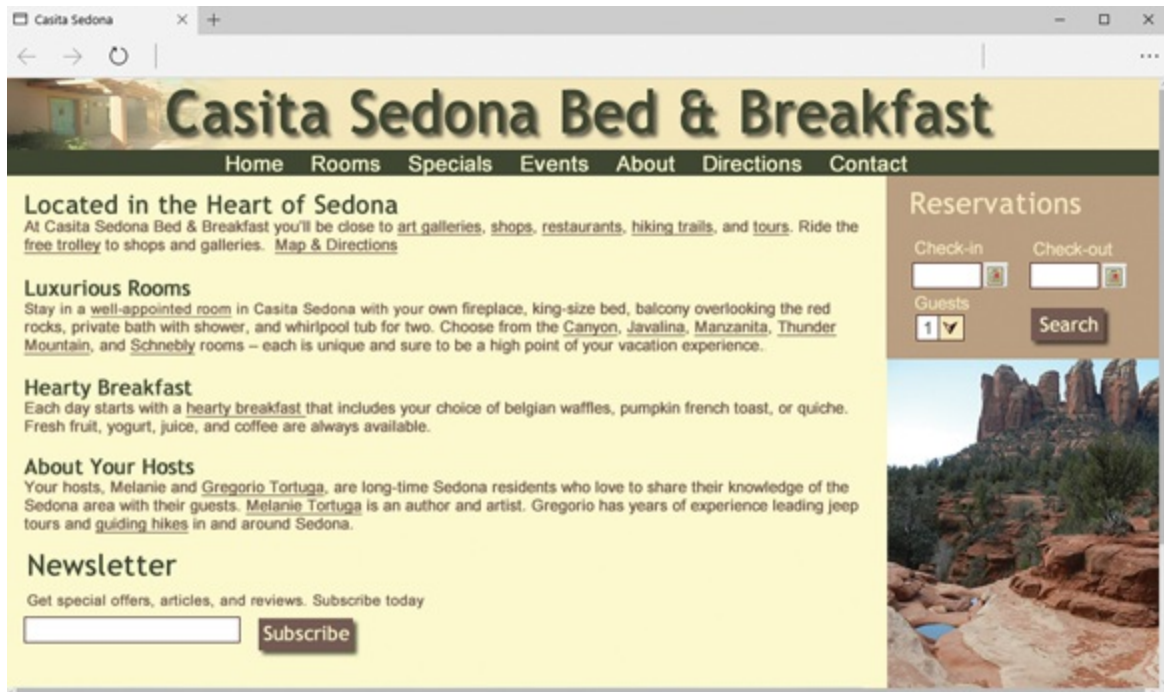 Casita Sedona
Casita Sedona Bed & Breakfast
Home Rooms Specials Events About Directions Contact
Located in the Heart of Sedona
At Casita Sedona Bed & Breakfast you'll be close to art galleries, shops, restaurants, hiking trails, and tours. Ride the
free trolley to shops and galleries. Map & Directions
Luxurious Rooms
Stay in a well-appointed room in Casita Sedona with your own fireplace, king-size bed, balcony overlooking the red
rocks, private bath with shower, and whirlpool tub for two. Choose from the Canyon, Javalina, Manzanita, Thunder
Mountain, and Schnebly rooms – each is unique and sure to be a high point of your vacation experience.
Hearty Breakfast
Each day starts with a hearty breakfast that includes your choice of belgian waffles, pumpkin french toast, or quiche.
Fresh fruit, yogurt, juice, and coffee are always available.
About Your Hosts
Your hosts, Melanie and Gregorio Tortuga, are long-time Sedona residents who love to share their knowledge of the
Sedona area with their guests. Melanie Tortuga is an author and artist. Gregorio has years of experience leading jeep
tours and guiding hikes in and around Sedona.
Newsletter
Get special offers, articles, and reviews. Subscribe today
Subscribe
Reservations
Check-in Check-out
Guests
1
Search